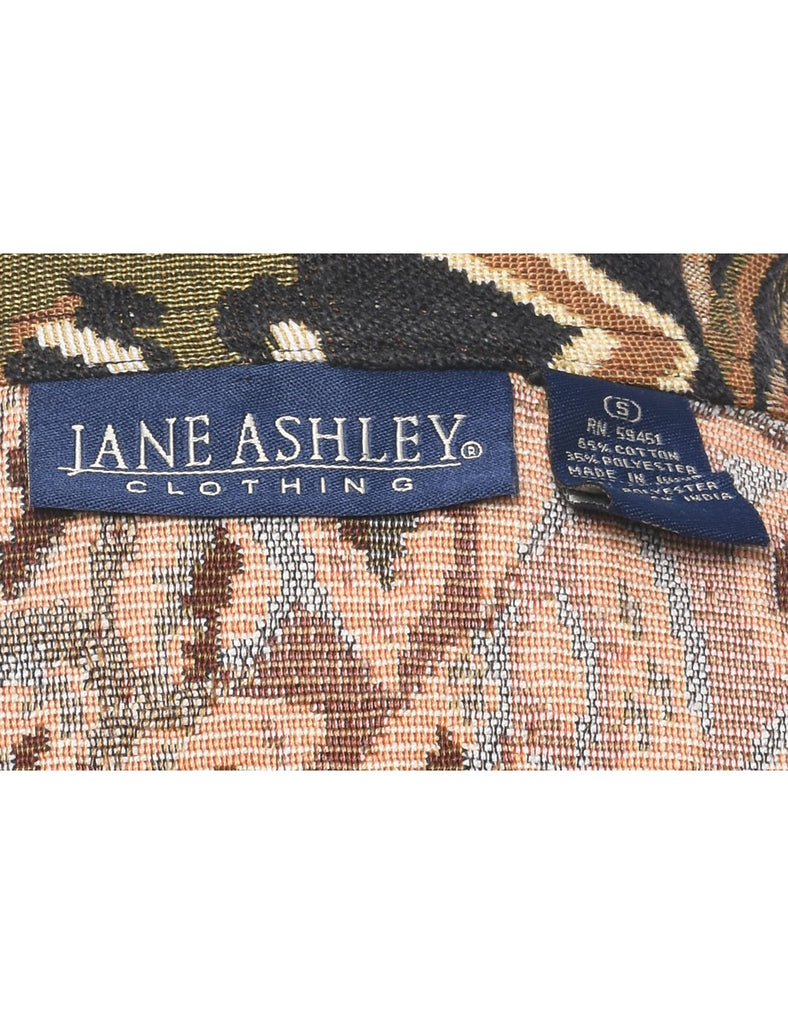 JANE ASHLEY®
CLOTHING
S
RN 59451
65% COTTON
35% POLYESTER
MADE IN
POLYESTER
INDIA